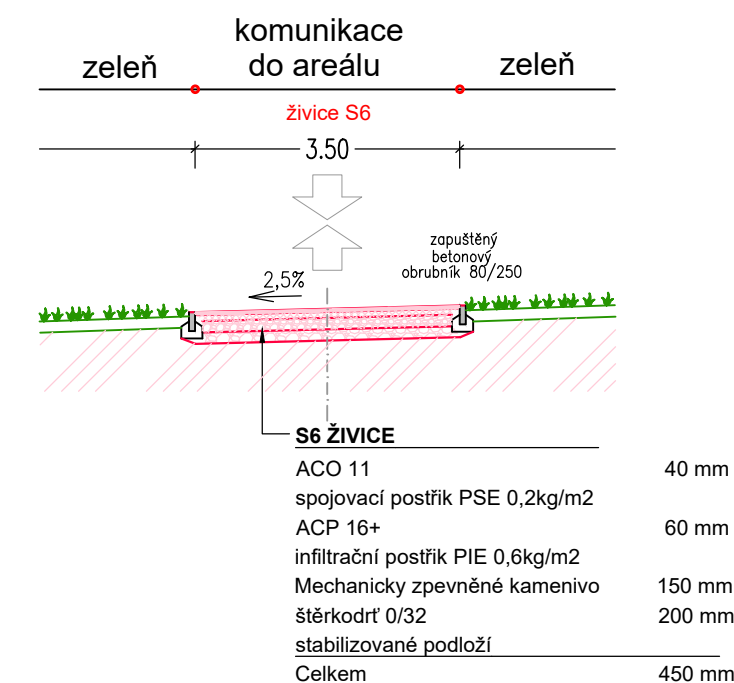 komunikace
zeleň do areálu zeleň
živice S6
3.50
zapuštěný
betonový
obrubník 80/250
2,5%
S6 ŽIVICE
ACO 11 40 mm
spojovací postřik PSE 0,2kg/m2
ACP 16+ 60 mm
infiltrační postřik PIE 0,6kg/m2
Mechanicky zpevněné kamenivo 150 mm
štěrkodrť 0/32 200 mm
stabilizované podloží
Celkem 450 mm